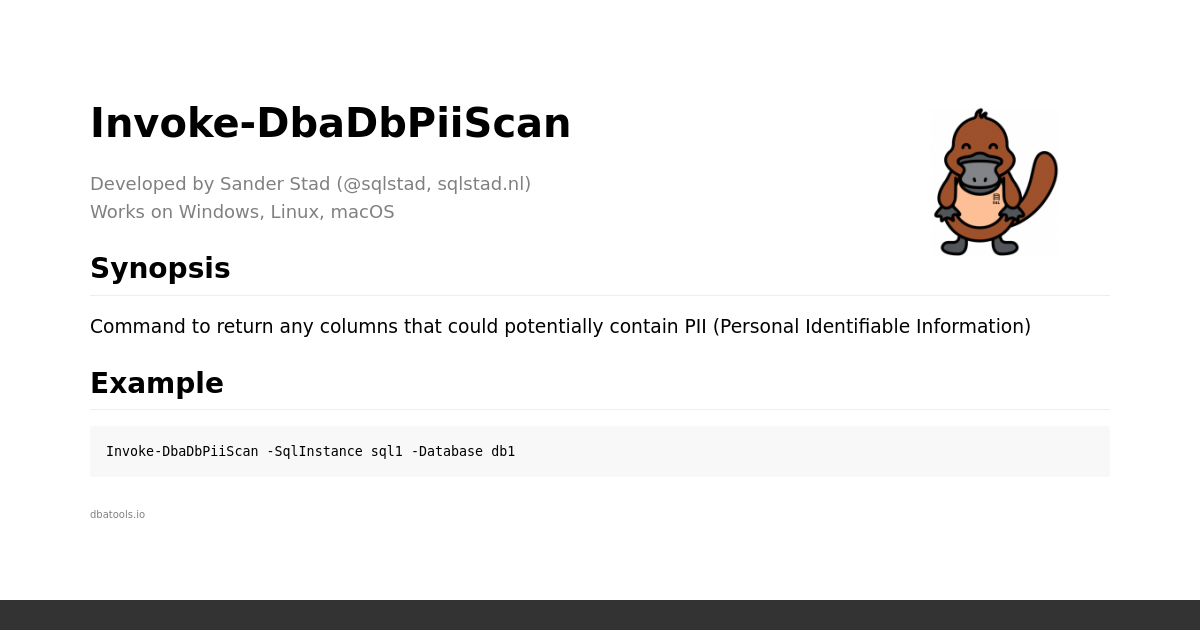 Invoke-DbaDbPiiScan
Developed by Sander Stad (@sqlstad, sqlstad.nl)
Works on Windows, Linux, macOS
Synopsis
Command to return any columns that could potentially contain PII (Personal Identifiable Information)
Example
Invoke-DbaDbPiiScan -SqlInstance sql1 -Database db1
dbatools.io